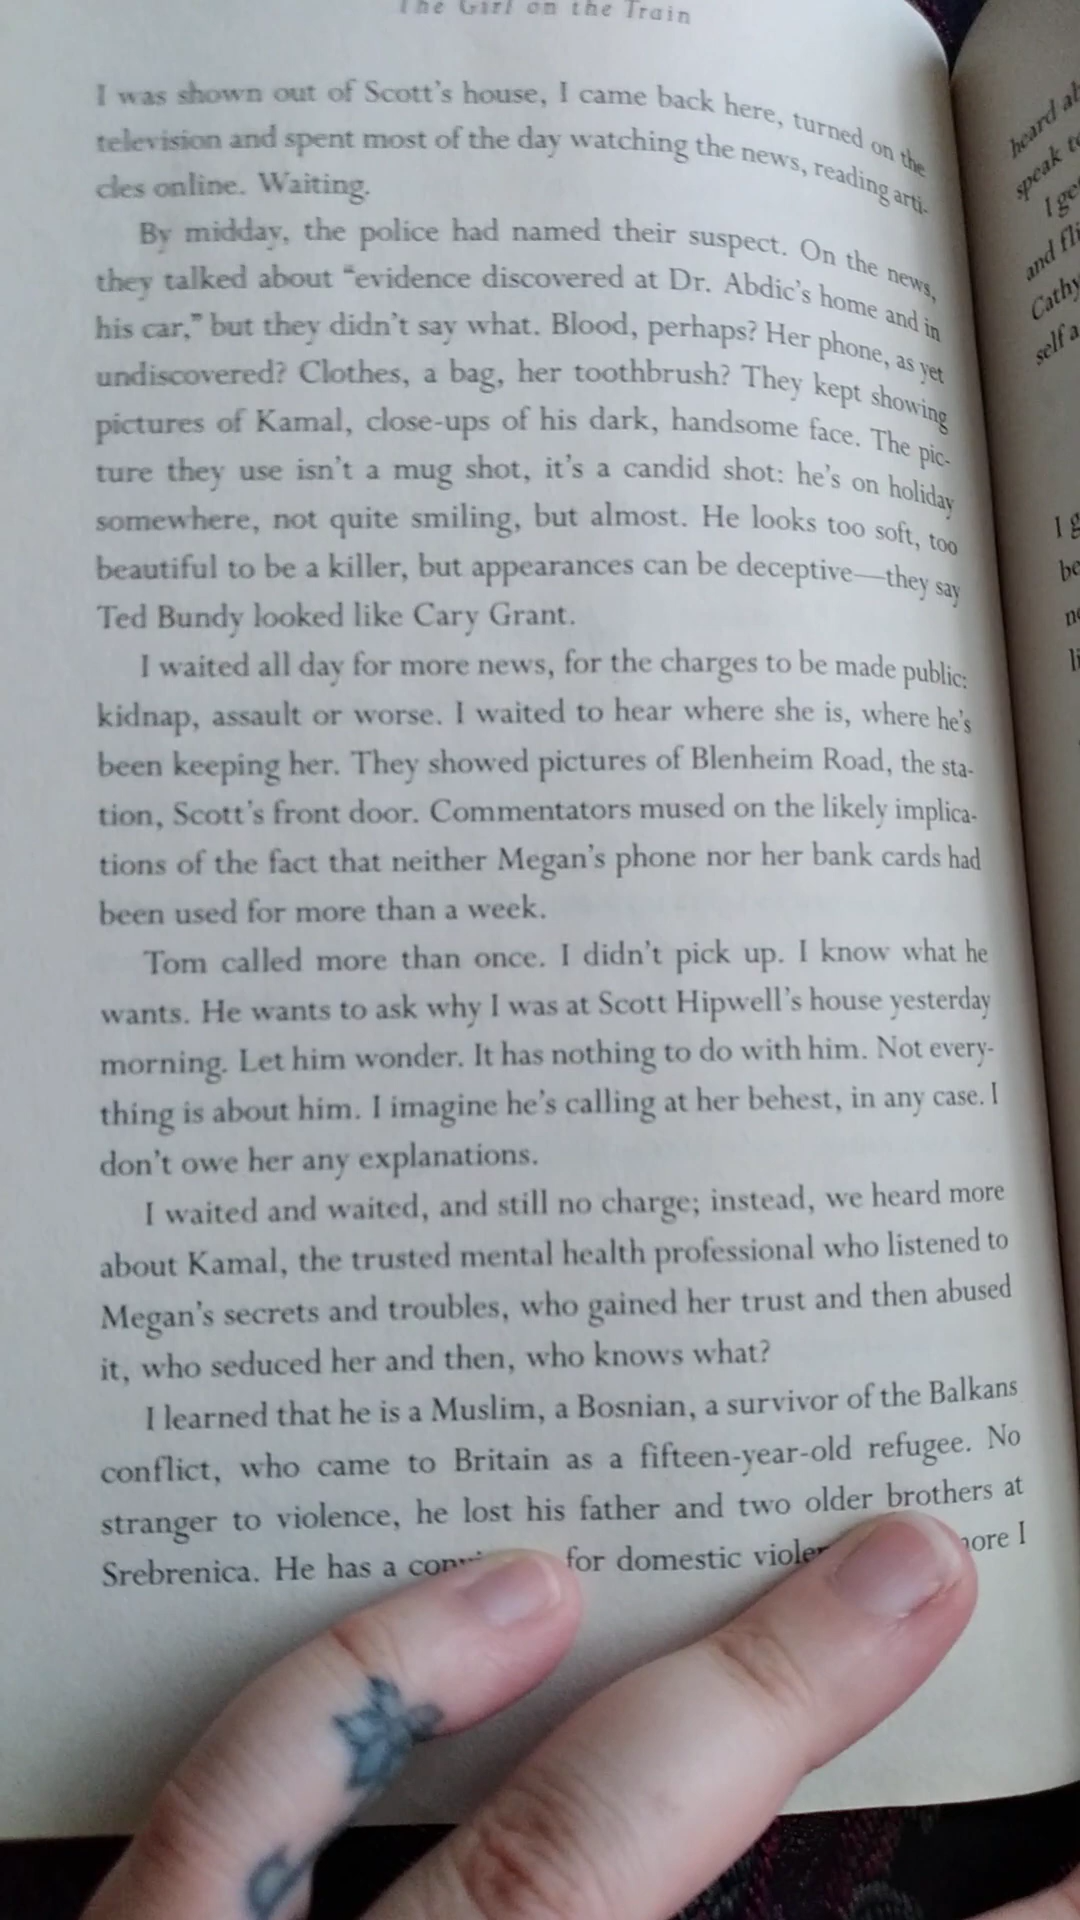 The Girl on the Train
I was shown out of Scott's house, I came back here, turned on the
television and spent most of the day watching the news, reading arti-
cles online. Waiting.
By midday, the police had named their suspect. On the news,
they talked about “evidence discovered at Dr. Abdic's home and in
his car,” but they didn't say what. Blood, perhaps? Her phone, as yet
undiscovered? Clothes, a bag, her toothbrush? They kept showing
pictures of Kamal, close-ups of his dark, handsome face. The pic-
ture they use isn't a mug shot, it's a candid shot: he's on holiday
somewhere, not quite smiling, but almost. He looks too soft, too
beautiful to be a killer, but appearances can be deceptive—they say
Ted Bundy looked like Cary Grant.
I waited all day for more news, for the charges to be made public:
kidnap, assault or worse. I waited to hear where she is, where he's
been keeping her. They showed pictures of Blenheim Road, the sta-
tion, Scott's front door. Commentators mused on the likely implica-
tions of the fact that neither Megan's phone nor her bank cards had
been used for more than a week.
Tom called more than once. I didn't pick up. I know what he
wants. He wants to ask why I was at Scott Hipwell's house yesterday
morning. Let him wonder. It has nothing to do with him. Not every-
thing is about him. I imagine he's calling at her behest, in any case. I
don't owe her any explanations.
I waited and waited, and still no charge; instead, we heard more
about Kamal, the trusted mental health professional who listened to
Megan's secrets and troubles, who gained her trust and then abused
it, who seduced her and then, who knows what?
I learned that he is a Muslim, a Bosnian, a survivor of the Balkans
conflict, who came to Britain as a fifteen-year-old refugee. No
stranger to violence, he lost his father and two older brothers at
Srebrenica. He has a for domestic I
heard
speak
I
and
Cathy
self
I